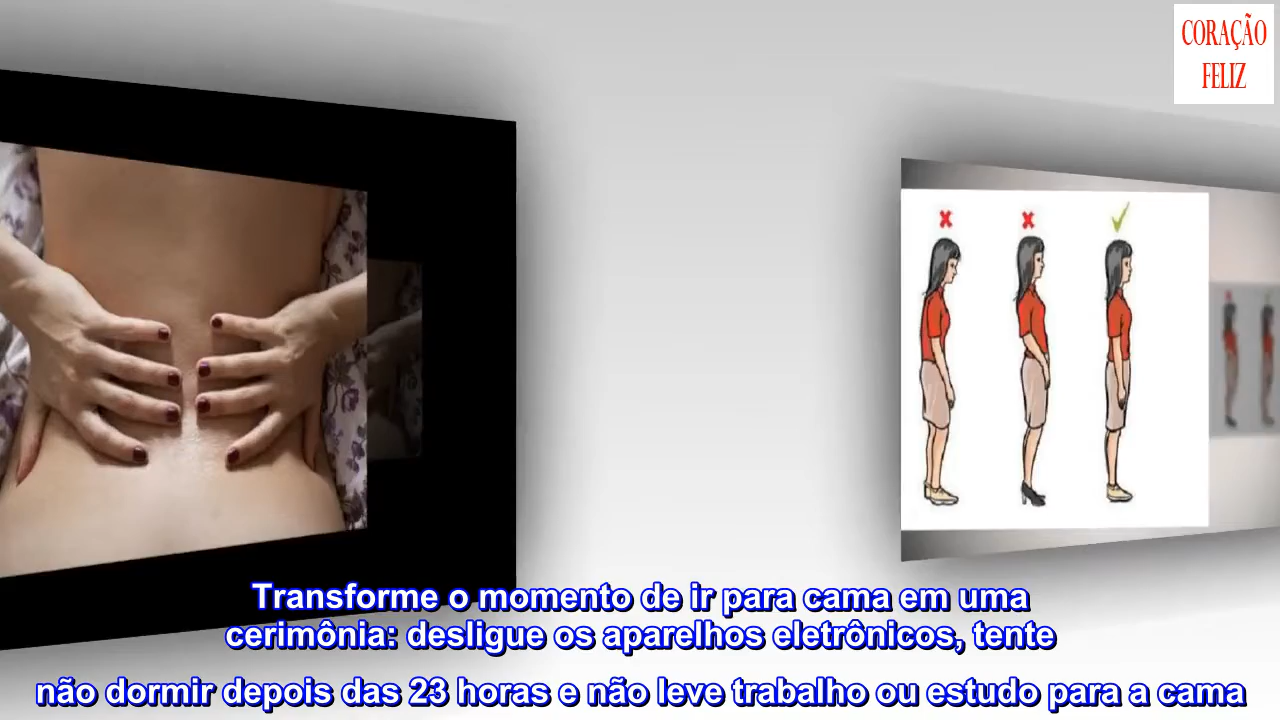 CORAÇÃO
FELIZ
Transforme o momento de ir para cama em uma
cerimônia: desligue os aparelhos eletrônicos, tente
não dormir depois das 23 horas e não leve trabalho ou estudo para a cama